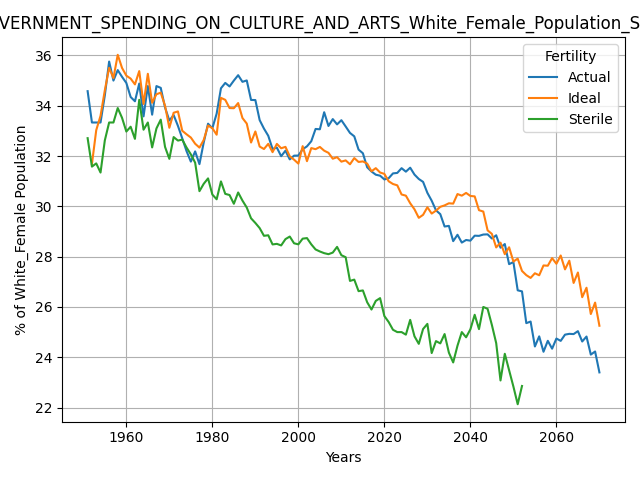 VERNMENT_SPENDING_ON_CULTURE_AND_ARTS_White_Female_Population_S
36
34
32
30
28
26
24
22
% of White_Female Population
Fertility
Actual
Ideal
Sterile
1960
1980
2000
2020
2040
2060
Years